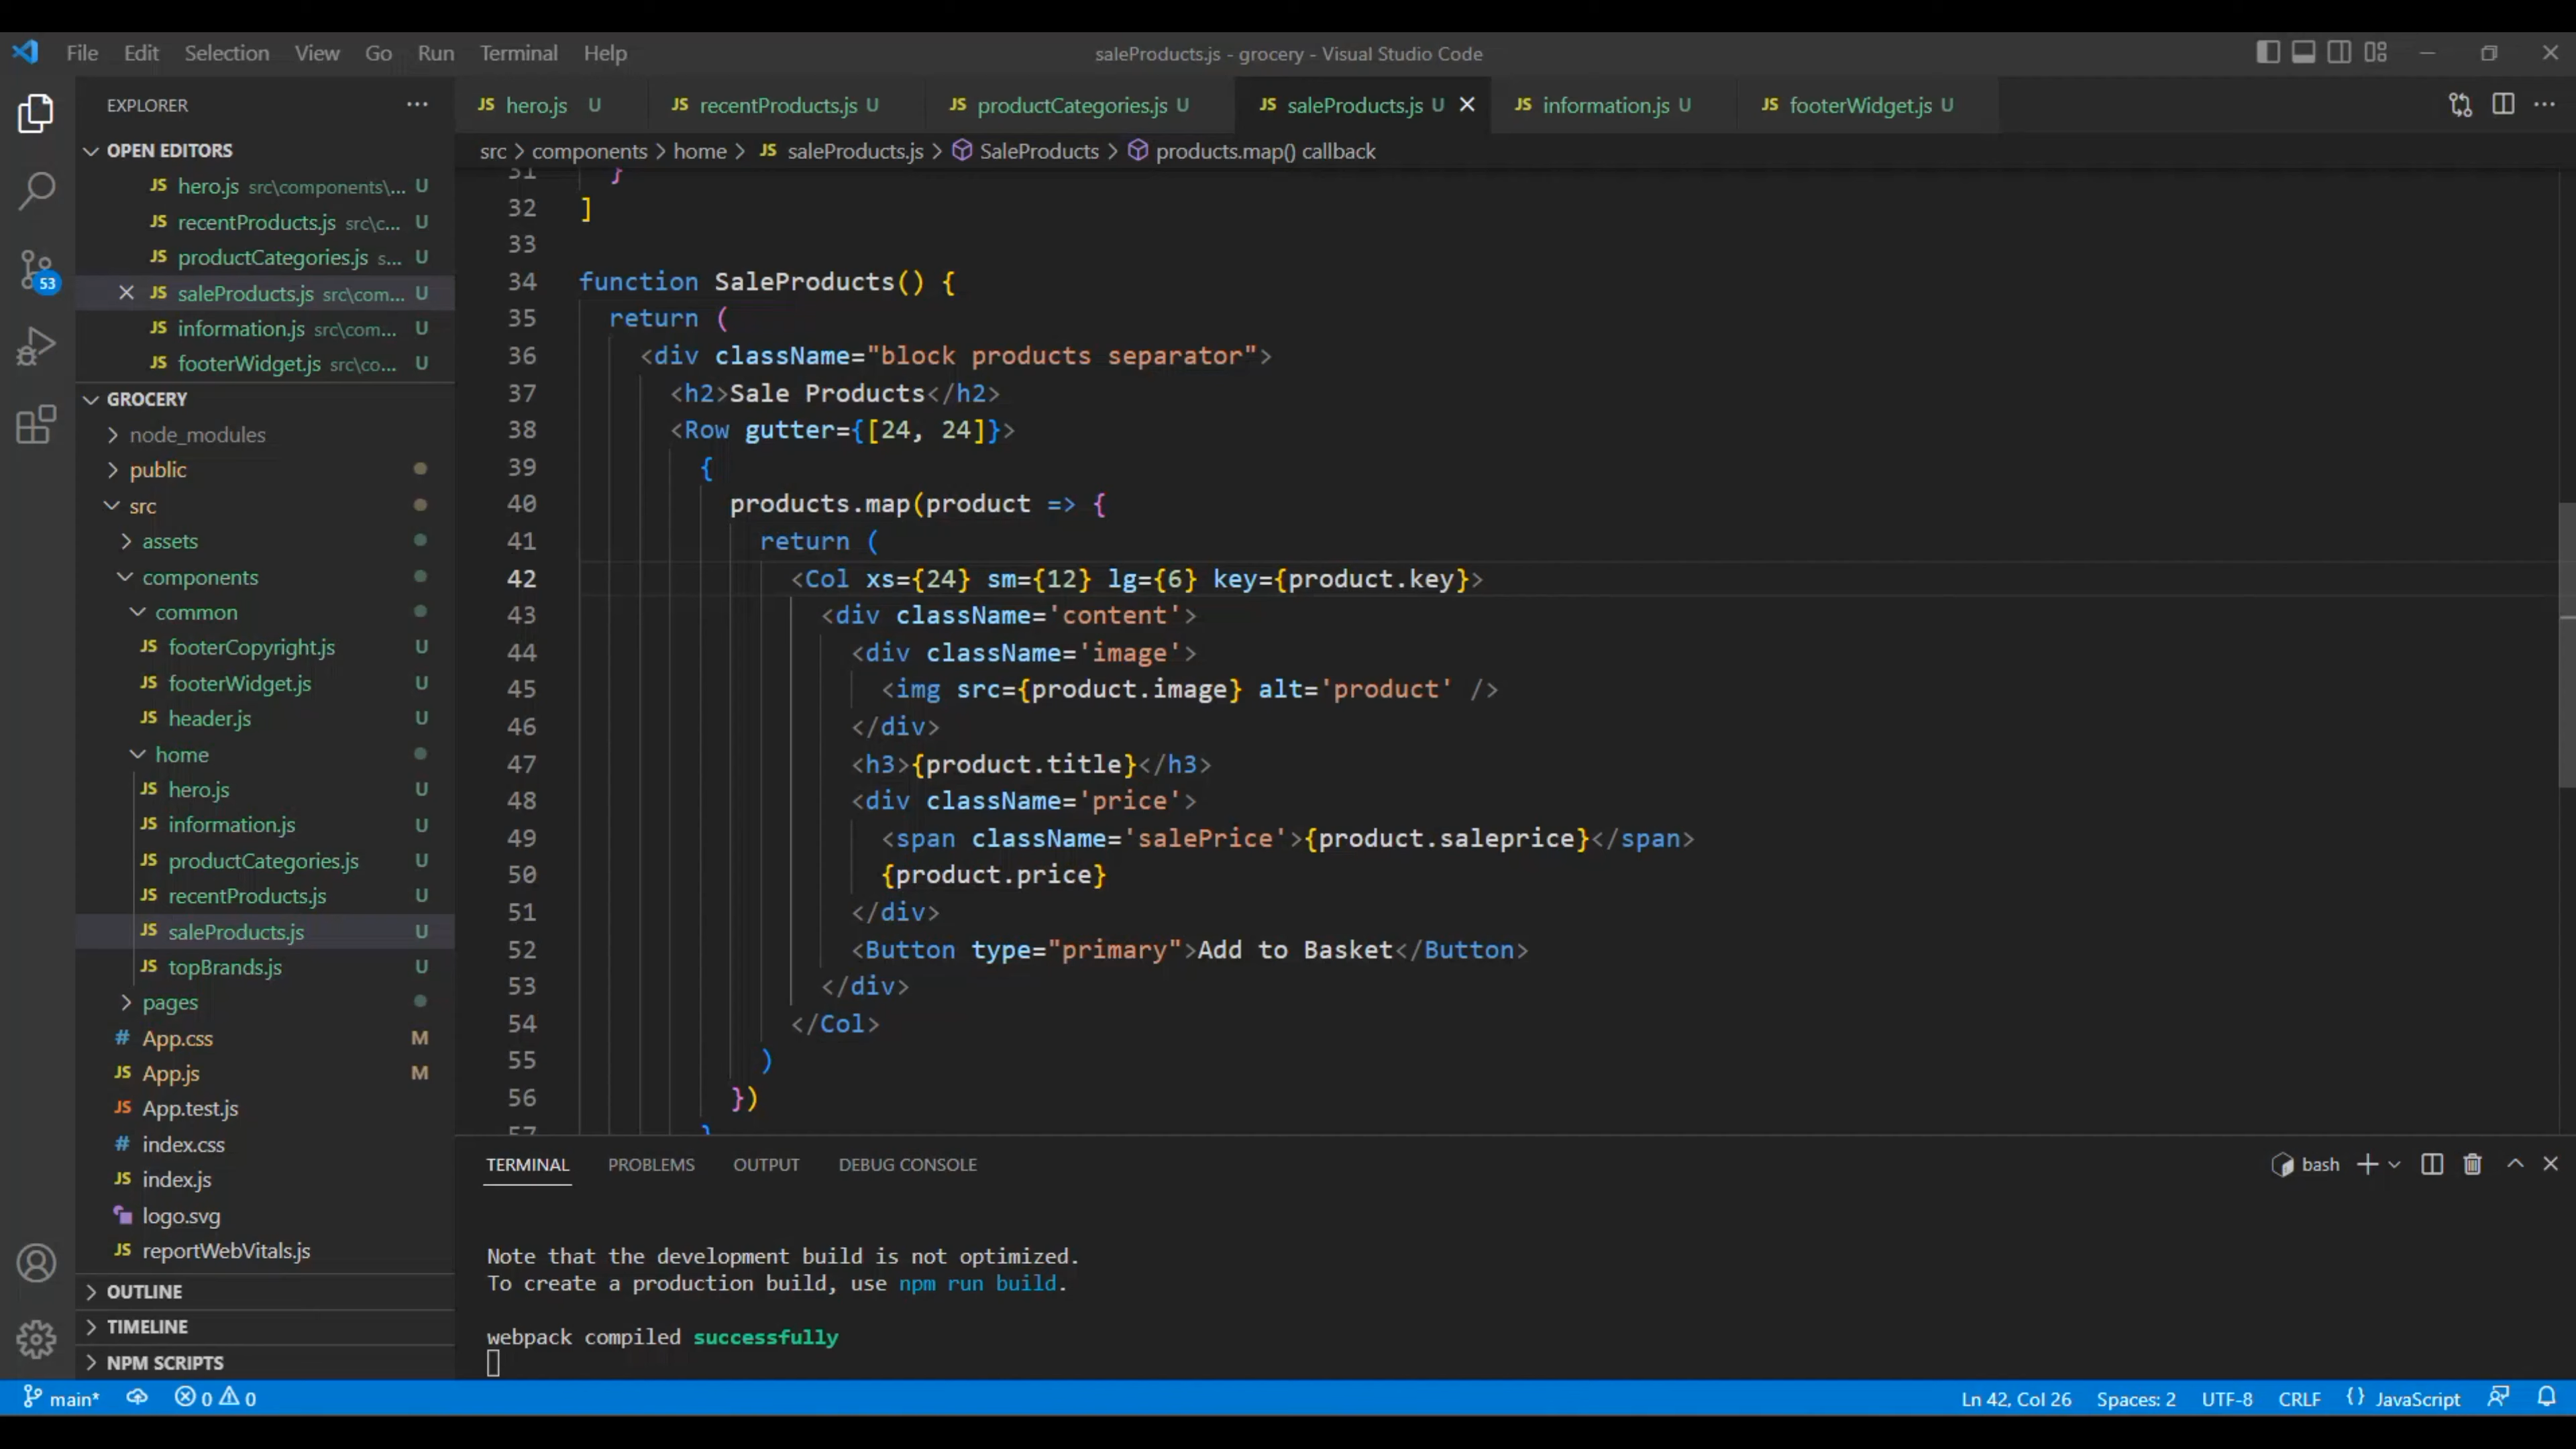 File Edit Selection View Go Run Terminal Help
saleProducts.js - grocery - Visual Studio Code
EXPLORER
OPEN EDITORS
JS hero.js src\components\... U
JS recentProducts.js src\c... U
JS productCategories.js s... U
JS saleProducts.js src\com... U
JS information.js src\com... U
JS footerWidget.js src\co... U
GROCERY
node_modules
public
src
assets
components
common
JS footerCopyright.js U
JS footerWidget.js U
JS header.js U
home
JS hero.js U
JS information.js U
JS productCategories.js U
JS recentProducts.js U
JS saleProducts.js U
JS topBrands.js U
pages
# App.css M
JS App.js M
JS App.test.js
# index.css
JS index.js
logo.svg
JS reportWebVitals.js
OUTLINE
TIMELINE
NPM SCRIPTS
53
JS hero.js U JS recentProducts.js U JS productCategories.js U JS saleProducts.js U JS information.js U JS footerWidget.js U
src > components > home > JS saleProducts.js > SaleProducts > products.map() callback
31 }
32 ]
33
34 function SaleProducts() {
35 return (
36 <div className="block products separator">
37 <h2>Sale Products</h2>
38 <Row gutter={[24, 24]}>
39 {
40 products.map(product => {
41 return (
42 <Col xs={24} sm={12} lg={6} key={product.key}>
43 <div className='content'>
44 <div className='image'>
45 <img src={product.image} alt='product' />
46 </div>
47 <h3>{product.title}</h3>
48 <div className='price'>
49 <span className='salePrice'>{product.saleprice}</span>
50 {product.price}
51 </div>
52 <Button type="primary">Add to Basket</Button>
53 </div>
54 </Col>
55 )
56 })
57 }
TERMINAL PROBLEMS OUTPUT DEBUG CONSOLE
bash
Note that the development build is not optimized.
To create a production build, use npm run build.
webpack compiled successfully
main* 0 0
Ln 42, Col 26 Spaces: 2 UTF-8 CRLF {} JavaScript